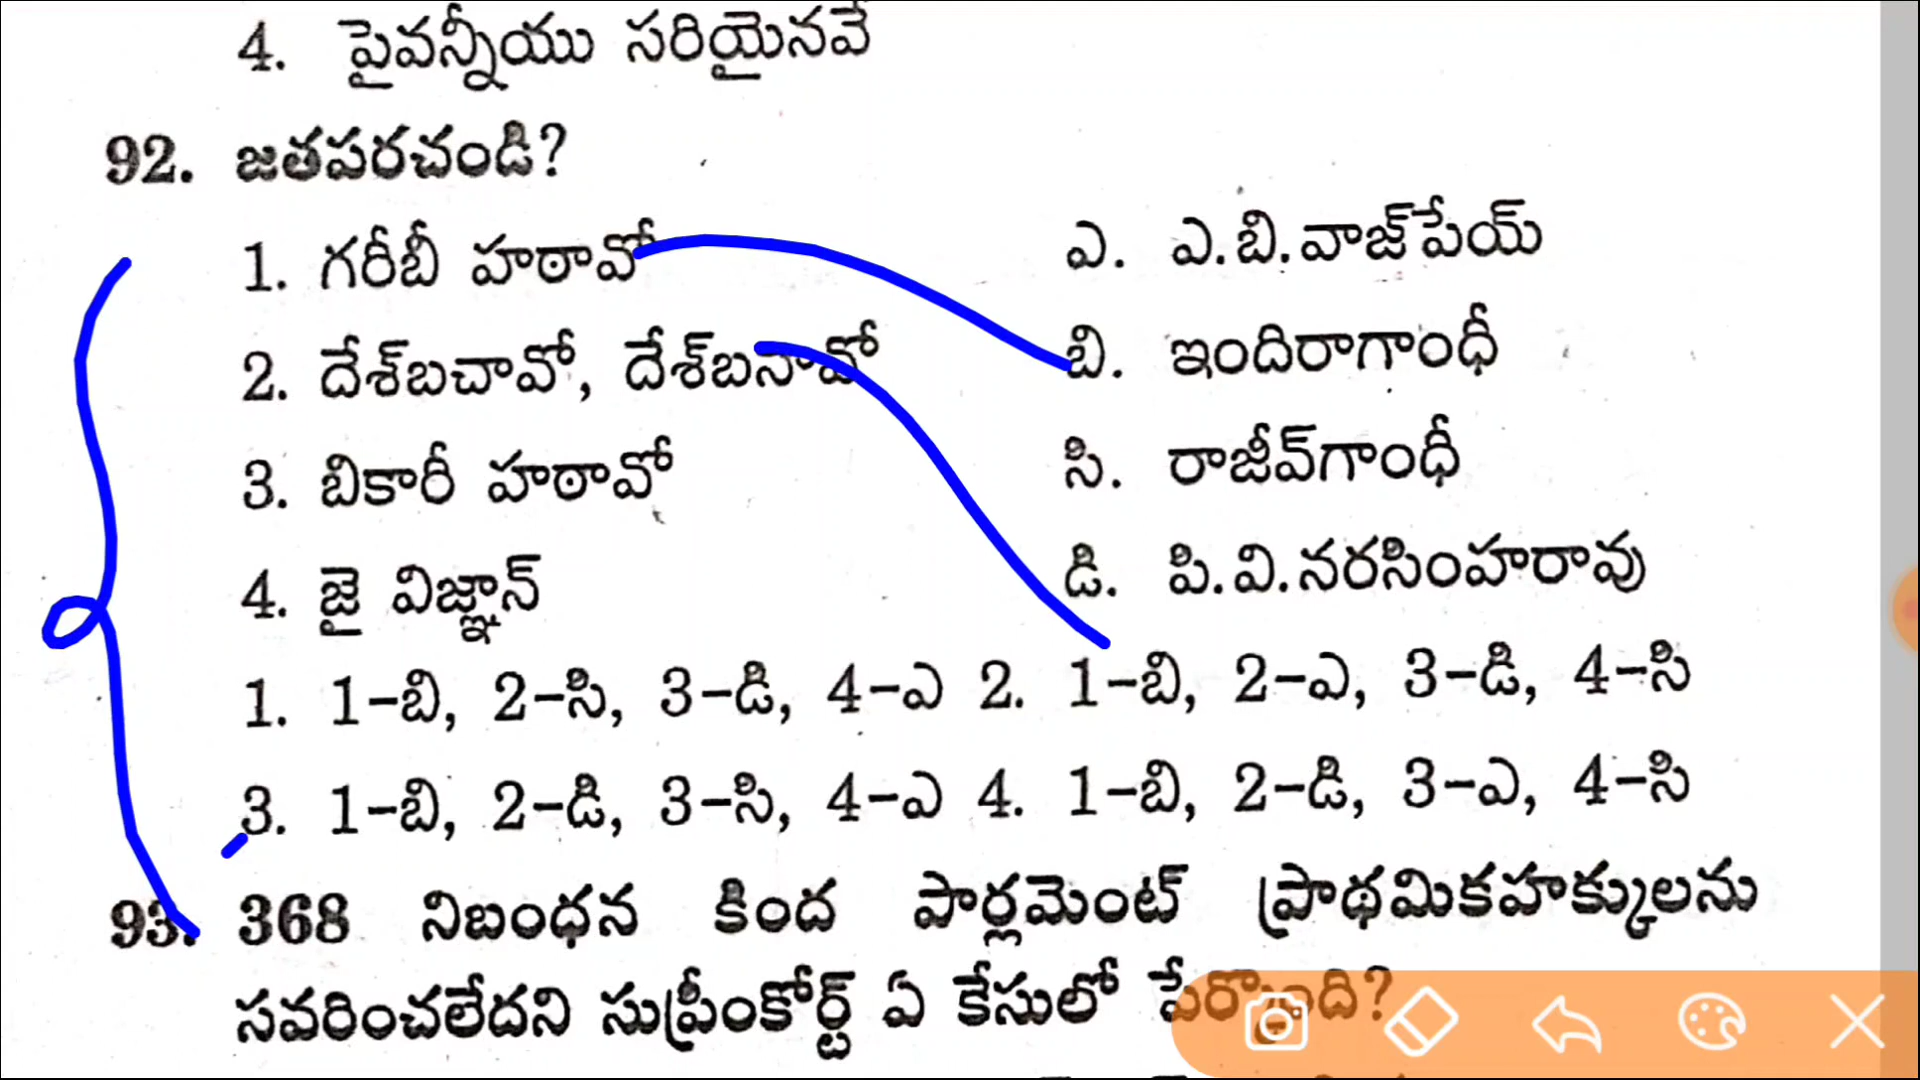 4. పైవన్నీయు సరియైనవే
92. జతపరచండి?
1. గరీబీ హఠావో ఎ. ఎ.బి.వాజ్‌పేయ్
2. దేశ్‌బచావో, దేశ్‌బనావో బి. ఇందిరాగాంధీ
3. బికారీ హఠావో సి. రాజీవ్‌గాంధీ
4. జై విజ్ఞాన్ డి. పి.వి.నరసింహరావు
1. 1-బి, 2-సి, 3-డి, 4-ఎ 2. 1-బి, 2-ఎ, 3-డి, 4-సి
3. 1-బి, 2-డి, 3-సి, 4-ఎ 4. 1-బి, 2-డి, 3-ఎ, 4-సి
93. 368 నిబంధన కింద పార్లమెంట్ ప్రాథమికహక్కులను
సవరించలేదని సుప్రీంకోర్ట్ ఏ కేసులో పేర్కొంది?